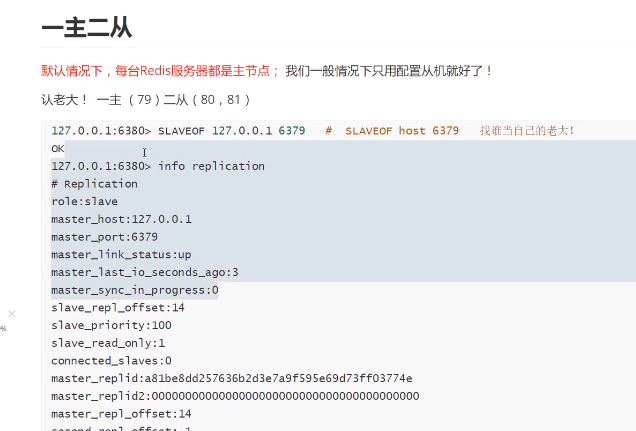 一主二从
默认情况下，每台Redis服务器都是主节点； 我们一般情况下只用配置从机就好了！
认老大！ 一主 （79）二从（80，81）
127.0.0.1:6380> SLAVEOF 127.0.0.1 6379 # SLAVEOF host 6379 找谁当自己的老大！
OK
127.0.0.1:6380> info replication
# Replication
role:slave
master_host:127.0.0.1
master_port:6379
master_link_status:up
master_last_io_seconds_ago:3
master_sync_in_progress:0
slave_repl_offset:14
slave_priority:100
slave_read_only:1
connected_slaves:0
master_replid:a81be8dd257636b2d3e7a9f595e69d73ff03774e
master_replid2:0000000000000000000000000000000000000000
master_repl_offset:14
second_repl_offset:-1
%